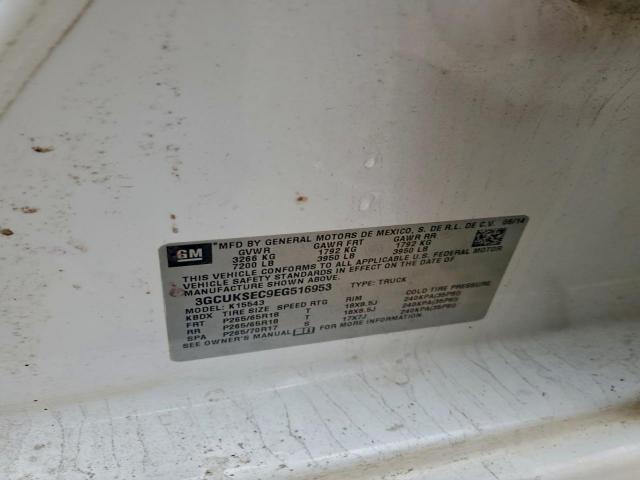 GM
MFD BY GENERAL MOTORS DE MEXICO, S. DE R.L. DE C.V. 06/14
GVWR GAWR FRT GAWR RR
3266 KG 1792 KG 1792 KG
7200 LB 3950 LB 3950 LB
THIS VEHICLE CONFORMS TO ALL APPLICABLE U.S. FEDERAL MOTOR
VEHICLE SAFETY STANDARDS IN EFFECT ON THE DATE OF
MANUFACTURE SHOWN ABOVE.
3GCUKSEC9EG516953 TYPE: TRUCK
MODEL: K15543
KBDX TIRE SIZE SPEED RTG RIM COLD TIRE PRESSURE
FRT P265/65R18 T 18X8.5J 240KPA(35PSI)
RR P265/65R18 T 18X8.5J 240KPA(35PSI)
SPA P265/70R17 S 17X7J 240KPA(35PSI)
SEE OWNER'S MANUAL FOR MORE INFORMATION